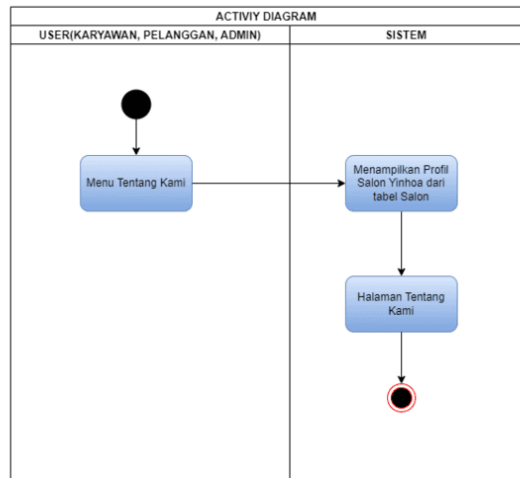 ACTIVIY DIAGRAM
USER(KARYAWAN, PELANGGAN, ADMIN)
SISTEM
Menu Tentang Kami
Menampilkan Profil
Salon Yinhoa dari
tabel Salon
Halaman Tentang
Kami